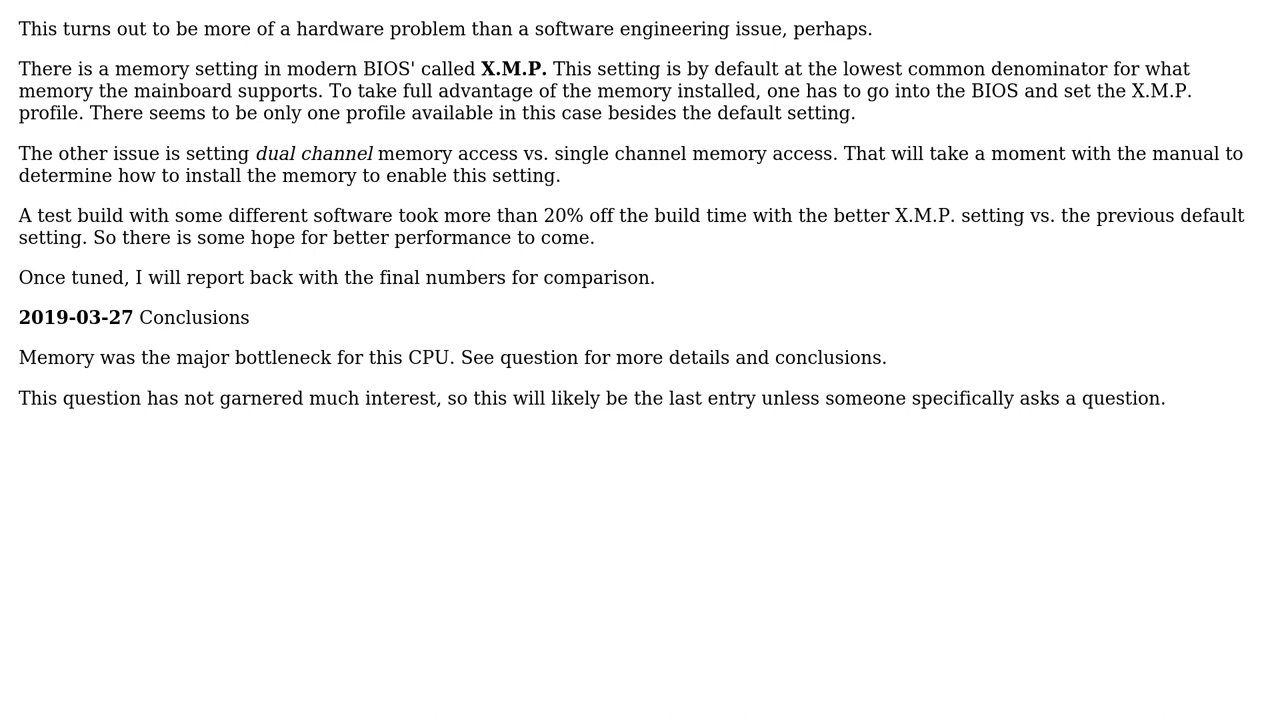 This turns out to be more of a hardware problem than a software engineering issue, perhaps.
There is a memory setting in modern BIOS' called X.M.P. This setting is by default at the lowest common denominator for what
memory the mainboard supports. To take full advantage of the memory installed, one has to go into the BIOS and set the X.M.P.
profile. There seems to be only one profile available in this case besides the default setting.
The other issue is setting dual channel memory access vs. single channel memory access. That will take a moment with the manual to
determine how to install the memory to enable this setting.
A test build with some different software took more than 20% off the build time with the better X.M.P. setting vs. the previous default
setting. So there is some hope for better performance to come.
Once tuned, I will report back with the final numbers for comparison.
2019-03-27 Conclusions
Memory was the major bottleneck for this CPU. See question for more details and conclusions.
This question has not garnered much interest, so this will likely be the last entry unless someone specifically asks a question.